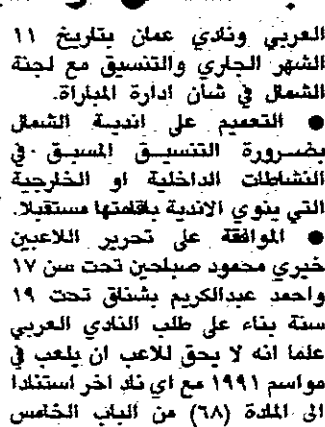 العربي ونادي عمان بتاريخ ١١
الشهر الجاري والتنسيق مع لجنة
الشمال في شأن ادارة المباراة.
● التعميم على اندية الشمال
بضرورة التنسيق المسبق في
النشاطات الداخلية او الخارجية
التي ينوي الاندية باقامتها مستقبلا.
● الموافقة على تحرير اللاعبين
خيري محمود صبلحين تحت سن ١٧
واحمد عبدالكريم بشناق تحت ١٩
سنة بناء على طلب النادي العربي
علما انه لا يحق للاعب ان يلعب في
مواسم ١٩٩١ مع اي ناد اخر استنادا
الى المادة (٦٨) من الباب الخامس